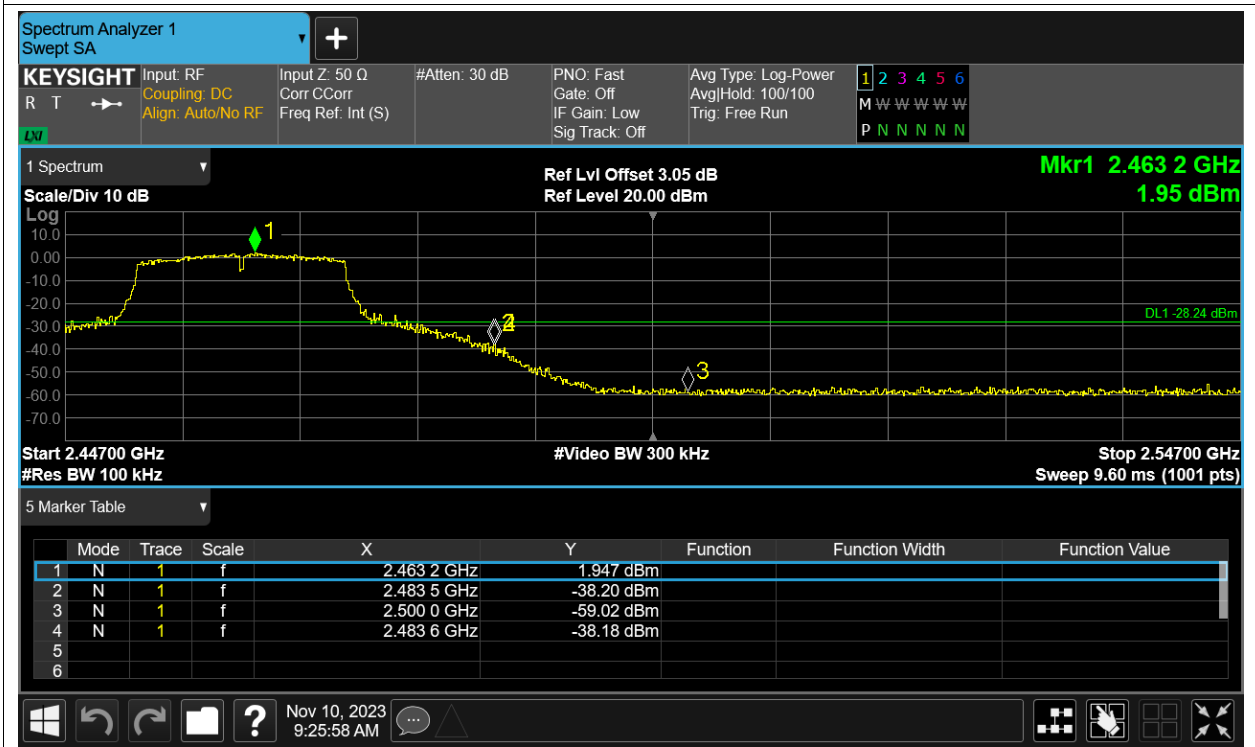 Spectrum Analyzer 1
Swept SA
KEYSIGHT
R T
LXI
Input: RF
Coupling: DC
Align: Auto/No RF
Input Z: 50 Ω
Corr CCorr
Freq Ref: Int (S)
#Atten: 30 dB
PNO: Fast
Gate: Off
IF Gain: Low
Sig Track: Off
Avg Type: Log-Power
Avg|Hold: 100/100
Trig: Free Run
1 2 3 4 5 6
M W W W W W
P N N N N N
1 Spectrum
Scale/Div 10 dB
Ref Lvl Offset 3.05 dB
Ref Level 20.00 dBm
Mkr1 2.463 2 GHz
1.95 dBm
Log
10.0
0.00
-10.0
-20.0
-30.0
-40.0
-50.0
-60.0
-70.0
1
2
4
3
DL1 -28.24 dBm
Start 2.44700 GHz
#Video BW 300 kHz
Stop 2.54700 GHz
#Res BW 100 kHz
Sweep 9.60 ms (1001 pts)
5 Marker Table
Mode Trace Scale X Y Function Function Width Function Value
1 N 1 f 2.463 2 GHz 1.947 dBm
2 N 1 f 2.483 5 GHz -38.20 dBm
3 N 1 f 2.500 0 GHz -59.02 dBm
4 N 1 f 2.483 6 GHz -38.18 dBm
5
6
?
Nov 10, 2023
9:25:58 AM